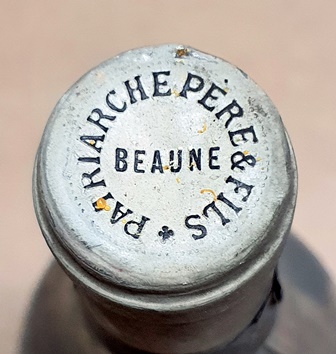 PATRIARCHE PÈRE & FILS
BEAUNE